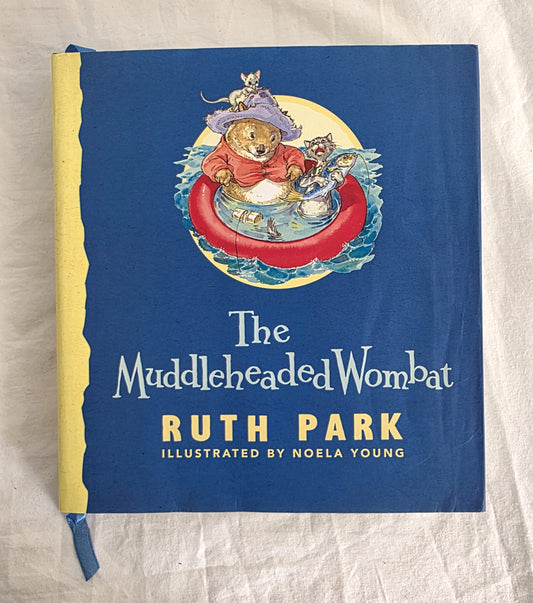 The
Muddleheaded Wombat
RUTH PARK
ILLUSTRATED BY NOELA YOUNG